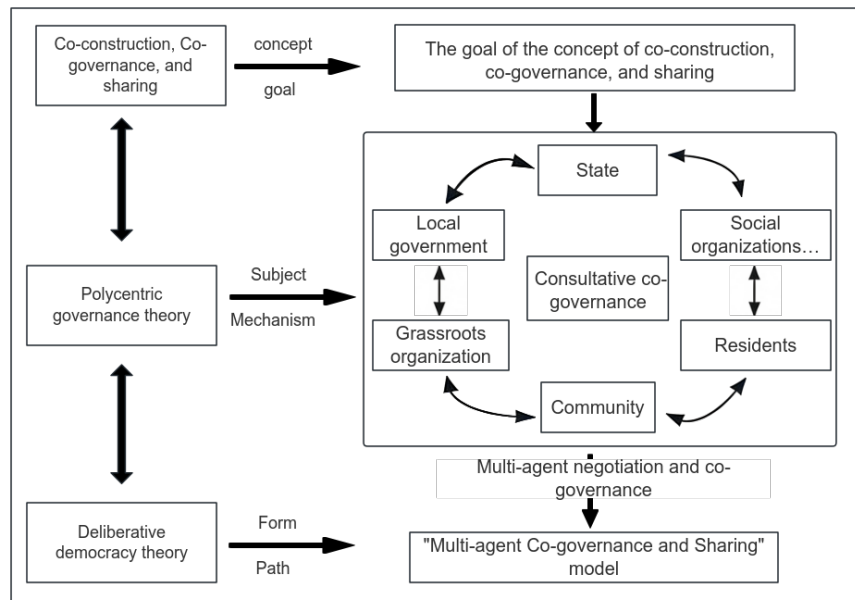 Co-construction, Co-
governance, and
sharing
concept
goal
The goal of the concept of co-construction,
co-governance, and sharing
State
Local
government
Social
organizations...
Polycentric
governance theory
Subject
Mechanism
Consultative co-
governance
Grassroots
organization
Residents
Community
Multi-agent negotiation and co-
governance
Deliberative
democracy theory
Form
Path
"Multi-agent Co-governance and Sharing"
model